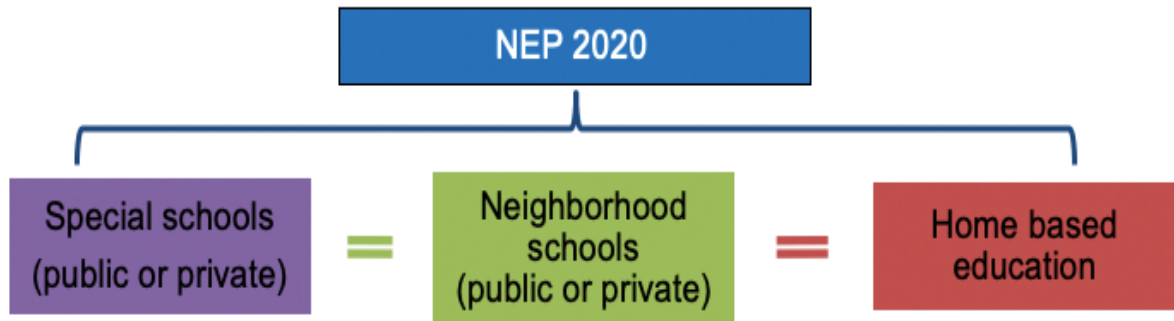 NEP 2020
Special schools
(public or private)
=
Neighborhood
schools
(public or private)
=
Home based
education